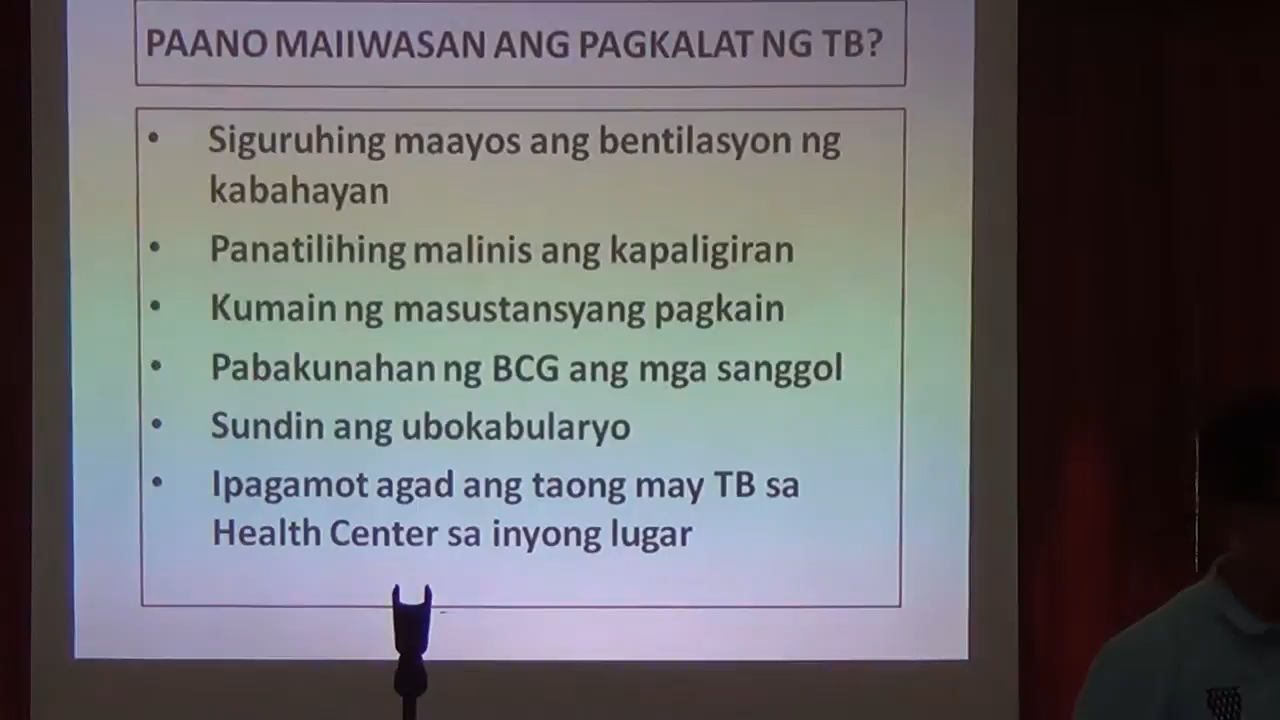 PAANO MAIIWASAN ANG PAGKALAT NG TB?
• Siguruhing maayos ang bentilasyon ng
kabahayan
• Panatilihing malinis ang kapaligiran
• Kumain ng masustansyang pagkain
• Pabakunahan ng BCG ang mga sanggol
• Sundin ang ubokabularyo
• Ipagamot agad ang taong may TB sa
Health Center sa inyong lugar